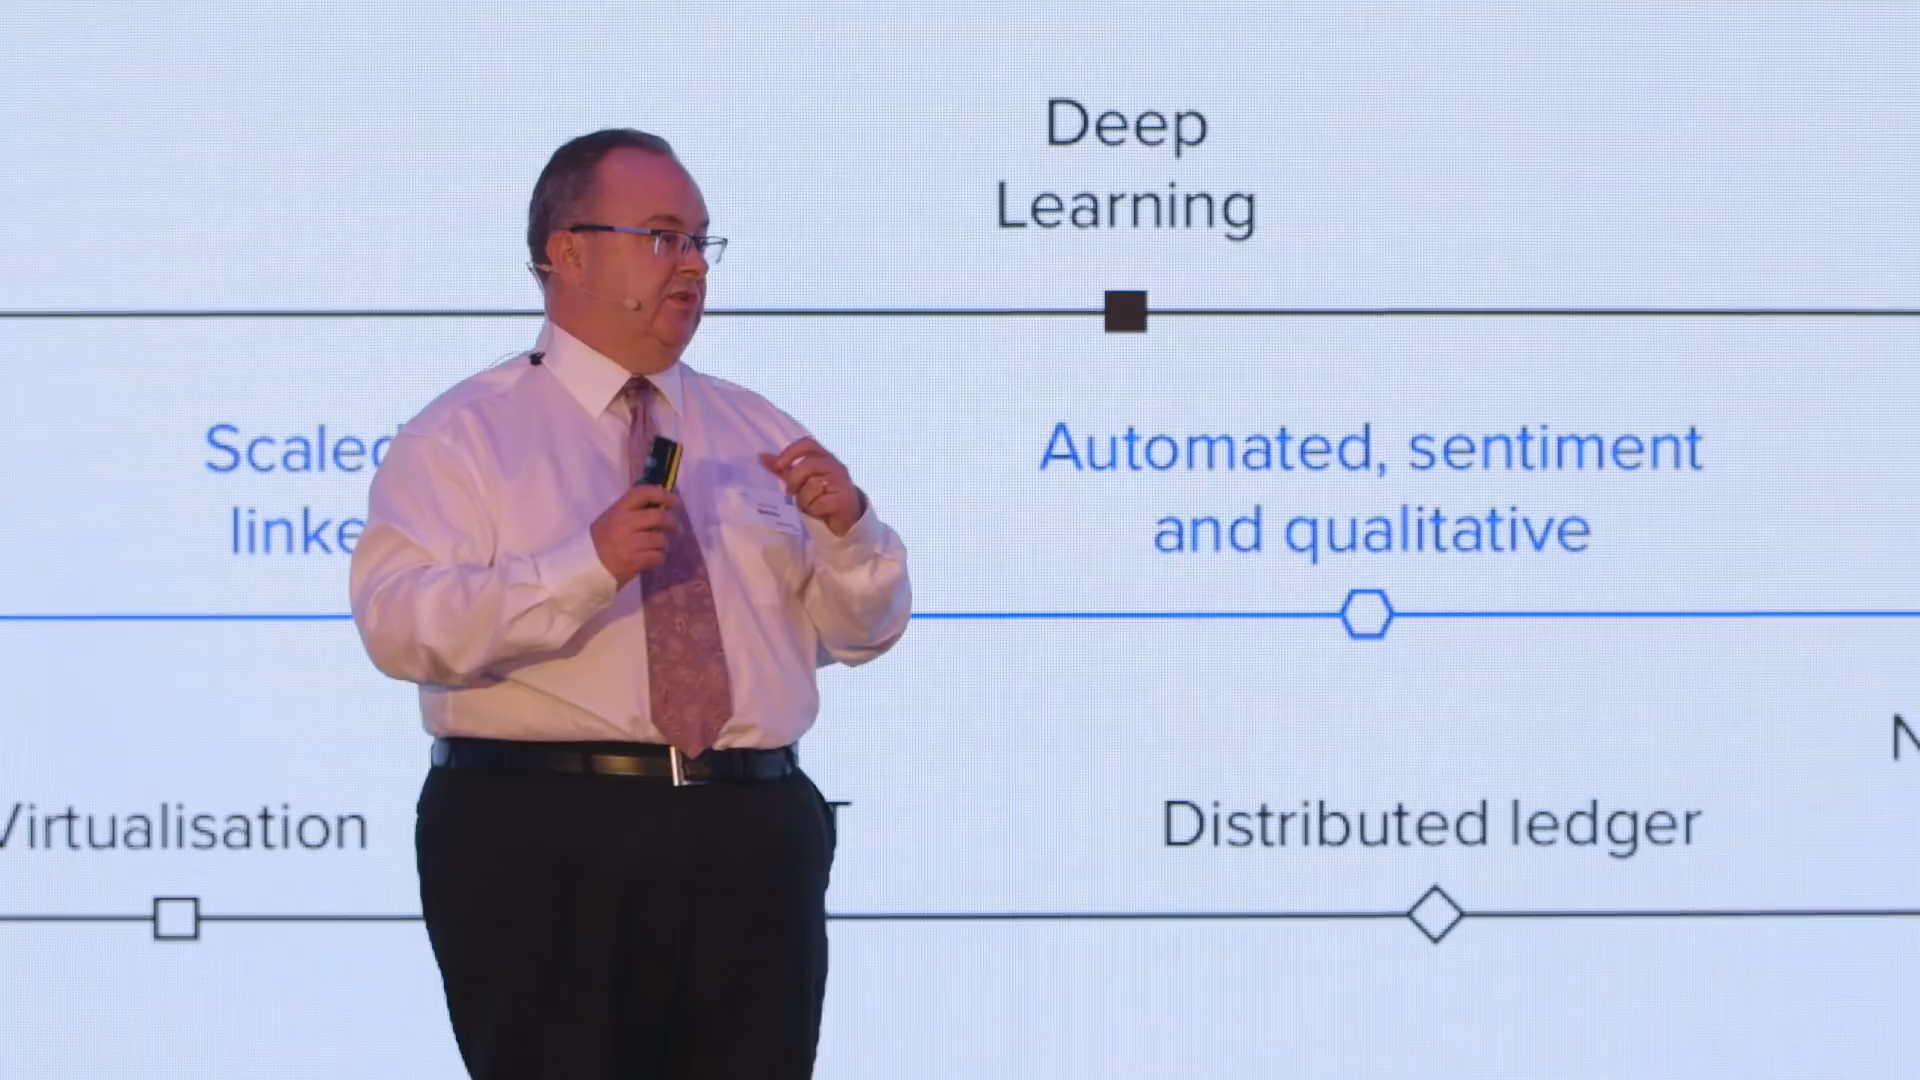 Deep
Learning
Scaled
linke
Automated, sentiment
and qualitative
Virtualisation
T
Distributed ledger
N